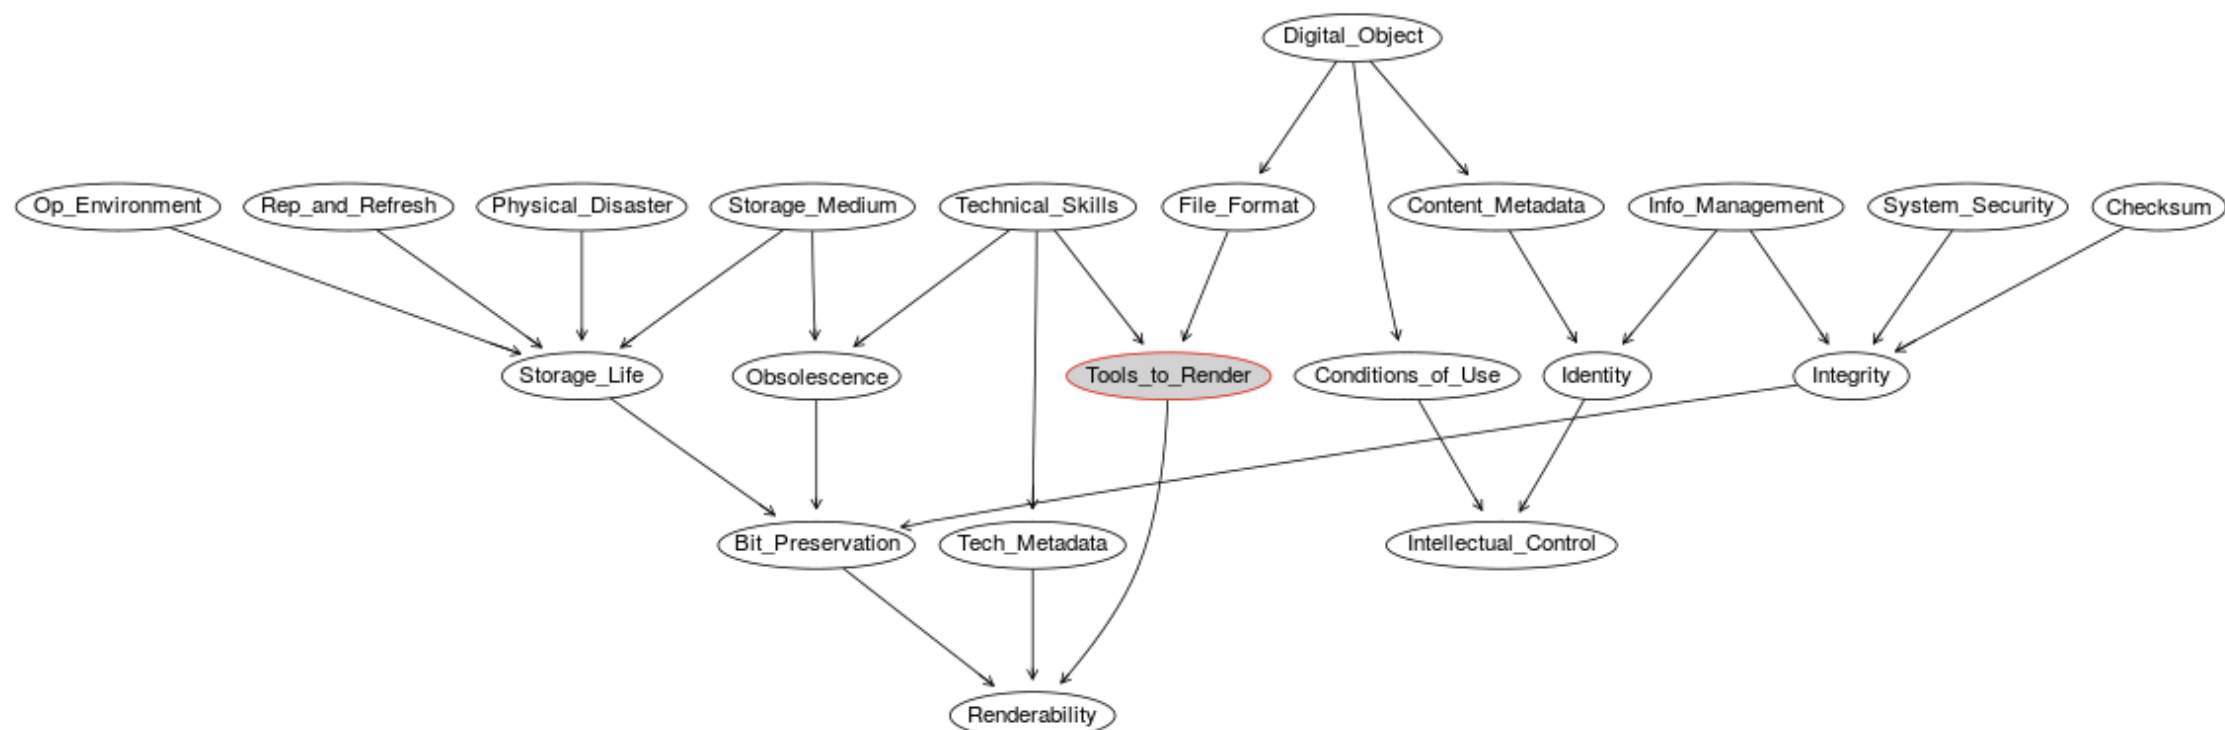 Digital_Object
Op_Environment
Rep_and_Refresh
Physical_Disaster
Storage_Medium
Technical_Skills
File_Format
Content_Metadata
Info_Management
System_Security
Checksum
Storage_Life
Obsolescence
Tools_to_Render
Conditions_of_Use
Identity
Integrity
Bit_Preservation
Tech_Metadata
Intellectual_Control
Renderability